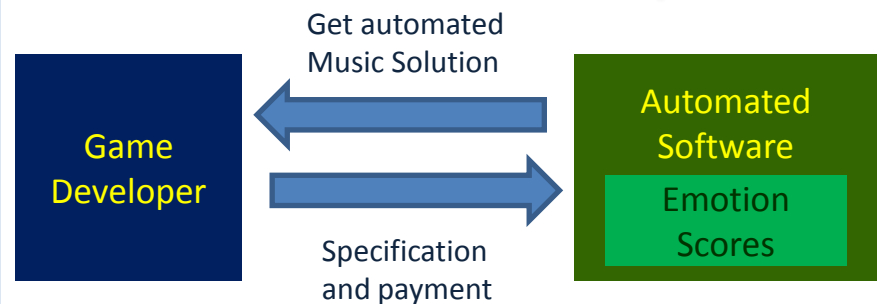 Get automated
Music Solution
Game
Developer
Automated
Software
Emotion
Scores
Specification
and payment